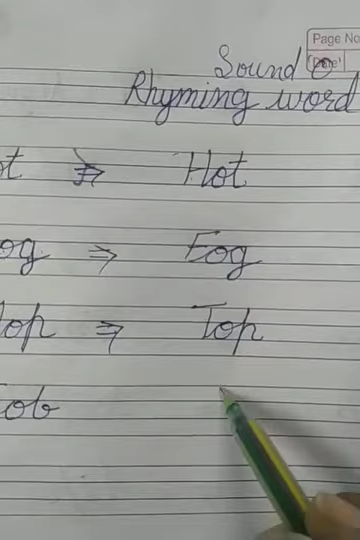 Page No
Date
Sound O
Rhyming word
ot ⇒ Hot
og ⇒ Fog
op ⇒ Top
ob